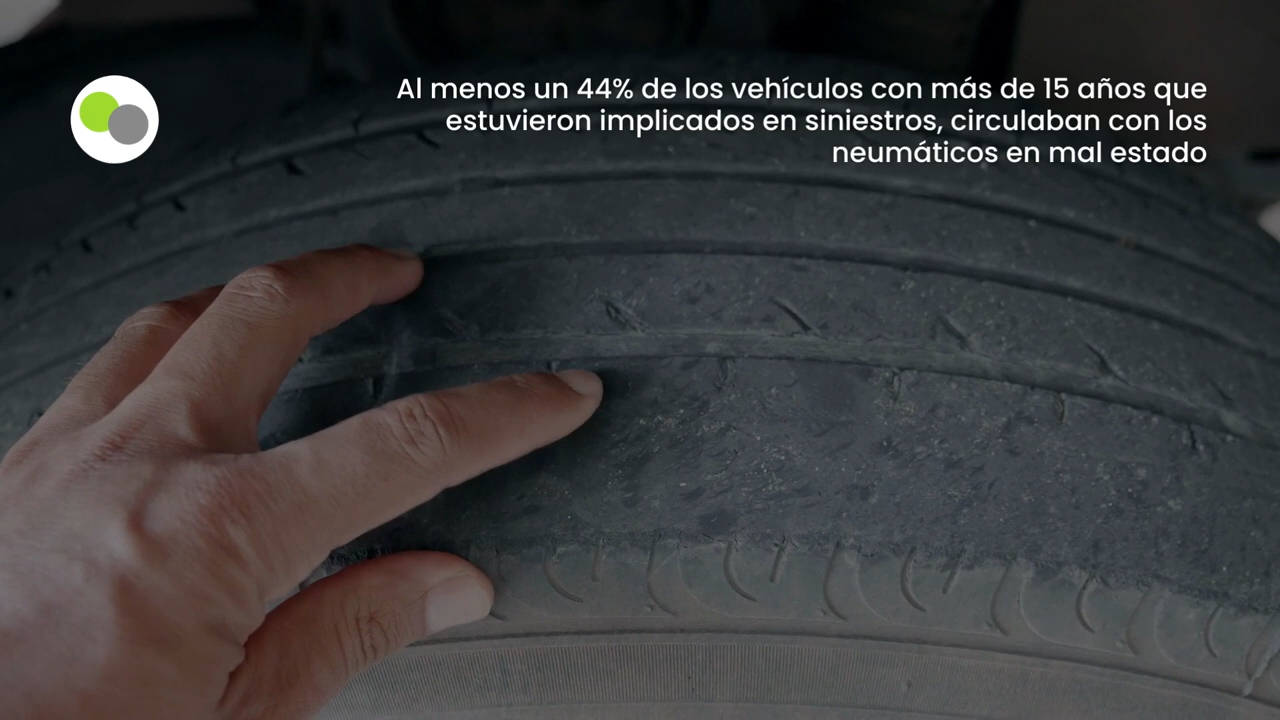 Al menos un 44% de los vehículos con más de 15 años que
estuvieron implicados en siniestros, circulaban con los
neumáticos en mal estado